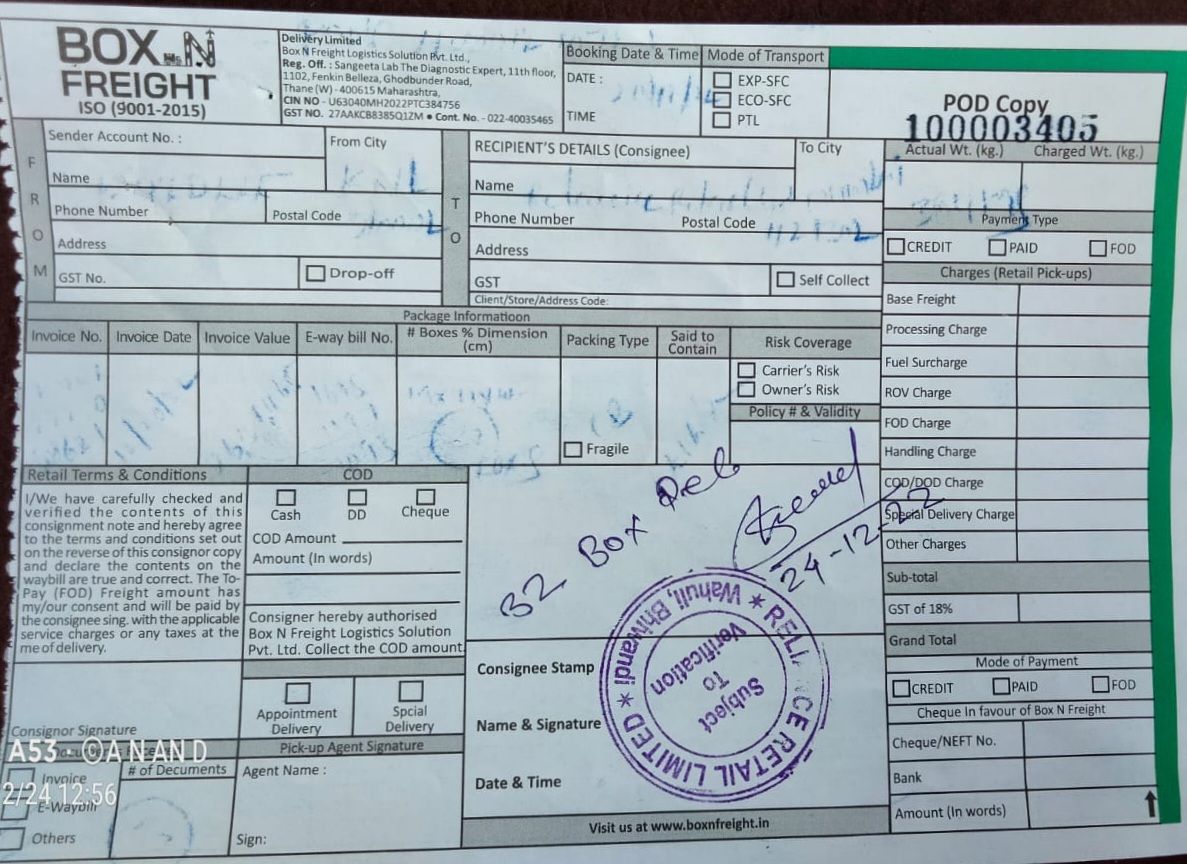 BOX N
FREIGHT
ISO (9001-2015)
Delivery Limited
Box N Freight Logistics Solution Pvt. Ltd.,
Reg. Off. : Sangeeta Lab The Diagnostic Expert, 11th floor,
1102, Fenkin Belleza, Ghodbunder Road,
Thane (W) - 400615 Maharashtra,
CIN NO - U63040MH2022PTC384756
GST NO. 27AAKCB8385Q1ZM • Cont. No. - 022-40035465
Booking Date & Time
DATE :
TIME
Mode of Transport
EXP-SFC
ECO-SFC
PTL
POD Copy
100003405
FROM
Sender Account No. :
From City
Name
Phone Number
Postal Code
Address
GST No.
Drop-off
TO
RECIPIENT'S DETAILS (Consignee)
To City
Name
Phone Number
Postal Code
Address
GST
Self Collect
Client/Store/Address Code:
Actual Wt. (kg.)
Charged Wt. (kg.)
Payment Type
CREDIT
PAID
FOD
Charges (Retail Pick-ups)
Base Freight
Processing Charge
Fuel Surcharge
ROV Charge
FOD Charge
Handling Charge
COD/DOD Charge
Special Delivery Charge
Other Charges
Sub-total
GST of 18%
Grand Total
Mode of Payment
CREDIT
PAID
FOD
Cheque In favour of Box N Freight
Cheque/NEFT No.
Bank
Amount (In words)
Package Informatioon
Invoice No.
Invoice Date
Invoice Value
E-way bill No.
# Boxes % Dimension
(cm)
Packing Type
Said to
Contain
Risk Coverage
Carrier's Risk
Owner's Risk
Policy # & Validity
Fragile
Retail Terms & Conditions
I/We have carefully checked and
verified the contents of this
consignment note and hereby agree
to the terms and conditions set out
on the reverse of this consignor copy
and declare the contents on the
waybill are true and correct. The To-
Pay (FOD) Freight amount has
my/our consent and will be paid by
the consignee sing. with the applicable
service charges or any taxes at the
me of delivery.
Consignor Signature
COD
Cash
DD
Cheque
COD Amount
Amount (In words)
Consigner hereby authorised
Box N Freight Logistics Solution
Pvt. Ltd. Collect the COD amount
Appointment
Delivery
Spcial
Delivery
Pick-up Agent Signature
Agent Name :
Sign:
# of Documents
Invoice
E-Waybill
Others
A53 ©ANAND
2/24 12:56
BOX
24-12-22
Consignee Stamp
Name & Signature
Date & Time
RELIANCE RETAIL LIMITED * Wahuli, Bhiwandi *
Subject
To
Verification
Visit us at www.boxnfreight.in